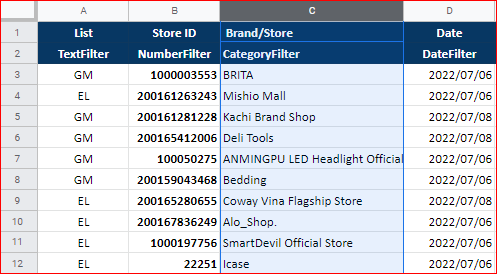 A B C D
1 List Store ID Brand/Store Date
2 TextFilter NumberFilter CategoryFilter DateFilter
3 GM 1000003553 BRITA 2022/07/06
4 EL 200161263243 Mishio Mall 2022/07/06
5 GM 200161281228 Kachi Brand Shop 2022/07/08
6 GM 200165412006 Deli Tools 2022/07/08
7 GM 100050275 ANMINGPU LED Headlight Official 2022/07/06
8 GM 200159043468 Bedding 2022/07/06
9 EL 200165280655 Coway Vina Flagship Store 2022/07/08
10 EL 200167836249 Alo_Shop. 2022/07/06
11 EL 1000197756 SmartDevil Official Store 2022/07/06
12 EL 22251 Icase 2022/07/06